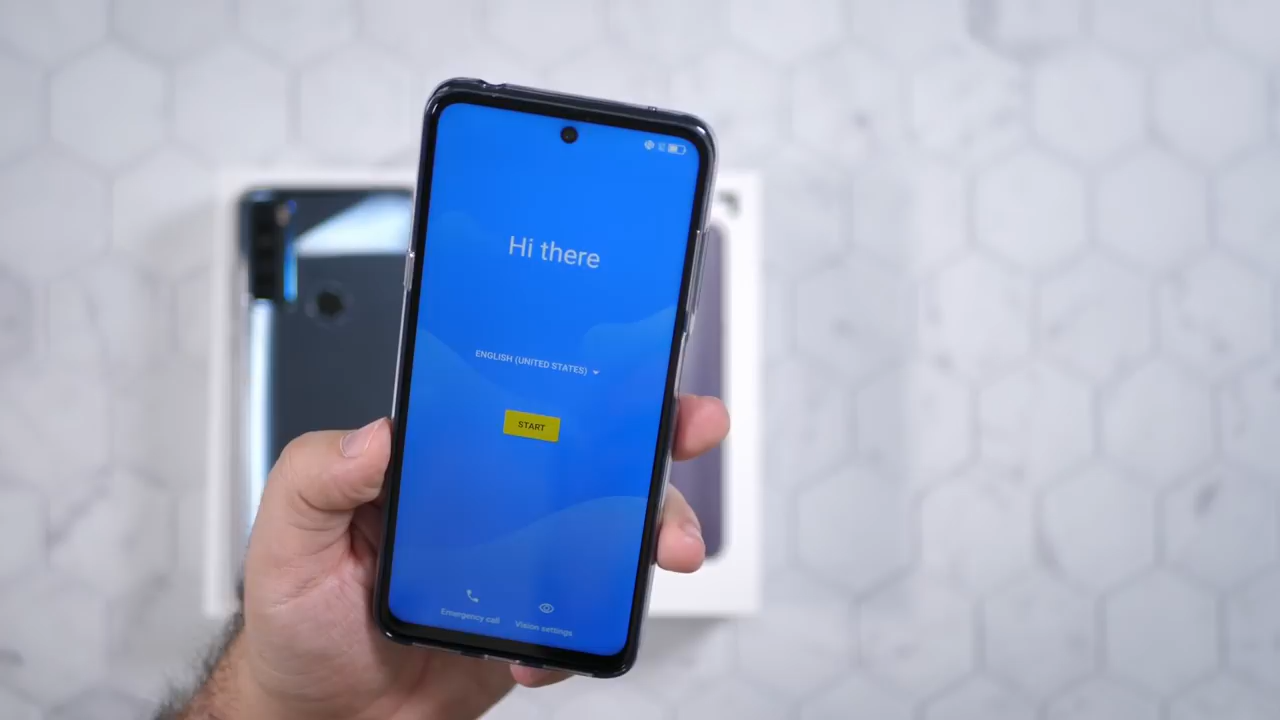 Hi there
ENGLISH (UNITED STATES)
START
Emergency call
Vision settings